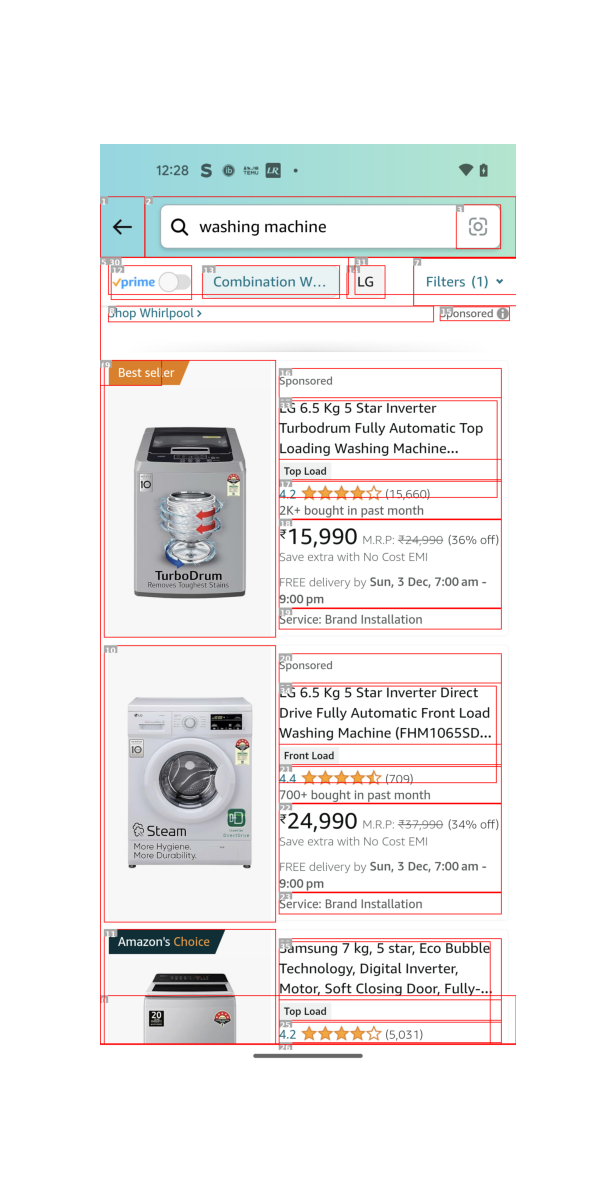 12:28
washing machine
prime
Combination W...
LG
Filters (1)
Shop Whirlpool
Sponsored
Best seller
Sponsored
LG 6.5 Kg 5 Star Inverter
Turbodrum Fully Automatic Top
Loading Washing Machine...
Top Load
4.2 (15,660)
2K+ bought in past month
₹15,990 M.R.P: ₹24,990 (36% off)
Save extra with No Cost EMI
FREE delivery by Sun, 3 Dec, 7:00 am -
9:00 pm
Service: Brand Installation
10
TurboDrum
Removes Toughest Stains
Sponsored
LG 6.5 Kg 5 Star Inverter Direct
Drive Fully Automatic Front Load
Washing Machine (FHM1065SD...
Front Load
4.4 (709)
700+ bought in past month
₹24,990 M.R.P: ₹37,990 (34% off)
Save extra with No Cost EMI
FREE delivery by Sun, 3 Dec, 7:00 am -
9:00 pm
Service: Brand Installation
10
Steam
More Hygiene.
More Durability.
Amazon's Choice
Samsung 7 kg, 5 star, Eco Bubble
Technology, Digital Inverter,
Motor, Soft Closing Door, Fully-...
Top Load
4.2 (5,031)
20